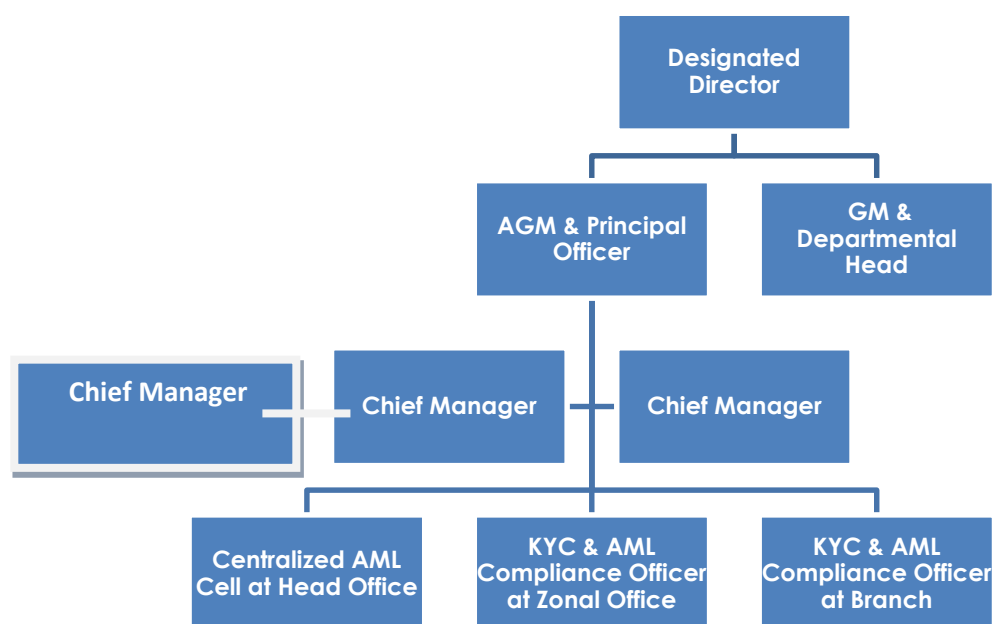 Designated
Director
AGM & Principal
Officer
GM &
Departmental
Head
Chief Manager
Chief Manager
Chief Manager
Centralized AML
Cell at Head Office
KYC & AML
Compliance Officer
at Zonal Office
KYC & AML
Compliance Officer
at Branch